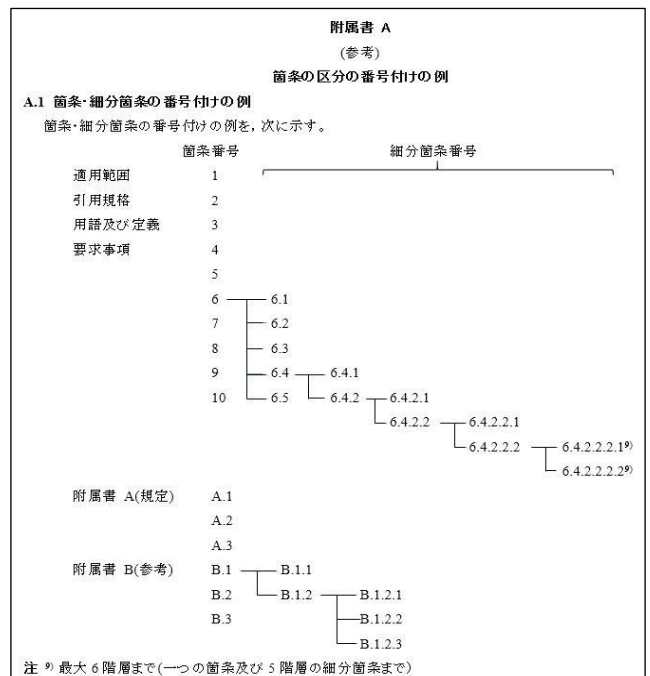 附属書 A
(参考)
箇条の区分の番号付けの例
A.1 箇条・細分箇条の番号付けの例
箇条・細分箇条の番号付けの例を,次に示す。
箇条番号 細分箇条番号
適用範囲 1
引用規格 2
用語及び定義 3
要求事項 4
5
6 6.1
7 6.2
8 6.3
9 6.4 6.4.1
10 6.5 6.4.2 6.4.2.1
6.4.2.2 6.4.2.2.1
6.4.2.2.2 6.4.2.2.2.1⁹⁾
6.4.2.2.2.2⁹⁾
附属書 A(規定) A.1
A.2
A.3
附属書 B(参考) B.1 B.1.1
B.2 B.1.2 B.1.2.1
B.3 B.1.2.2
B.1.2.3
注 ⁹⁾ 最大 6 階層まで(一つの箇条及び 5 階層の細分箇条まで)